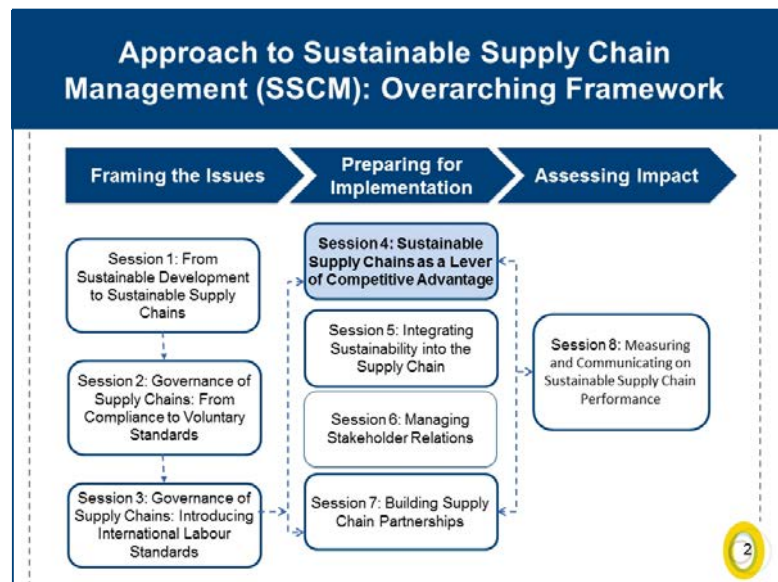 Approach to Sustainable Supply Chain
Management (SSCM): Overarching Framework
Framing the Issues
Preparing for
Implementation
Assessing Impact
Session 1: From
Sustainable Development
to Sustainable Supply
Chains
Session 2: Governance of
Supply Chains: From
Compliance to Voluntary
Standards
Session 3: Governance of
Supply Chains: Introducing
International Labour
Standards
Session 4: Sustainable
Supply Chains as a Lever
of Competitive Advantage
Session 5: Integrating
Sustainability into the
Supply Chain
Session 6: Managing
Stakeholder Relations
Session 7: Building Supply
Chain Partnerships
Session 8: Measuring
and Communicating on
Sustainable Supply Chain
Performance
2